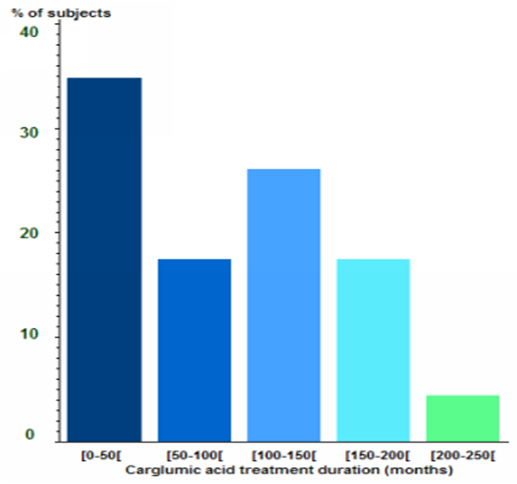 % of subjects
40
30
20
10
0
[0-50[ [50-100[ [100-150[ [150-200[ [200-250[
Carglumic acid treatment duration (months)